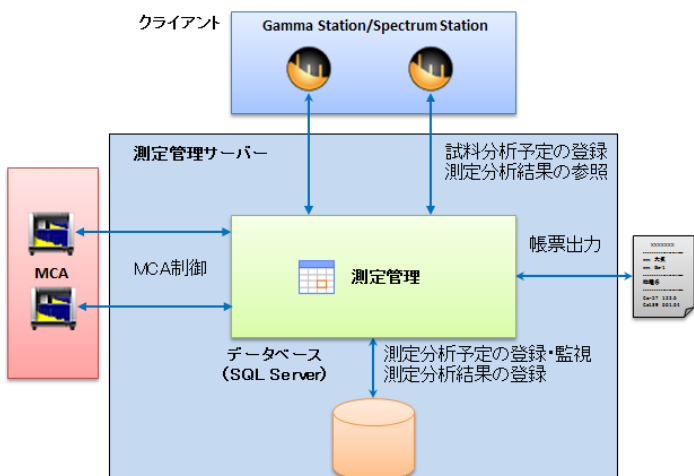 クライアント
Gamma Station/Spectrum Station
測定管理サーバー
試料分析予定の登録
測定分析結果の参照
MCA
MCA制御
測定管理
帳票出力
データベース
（SQL Server）
測定分析予定の登録・監視
測定分析結果の登録